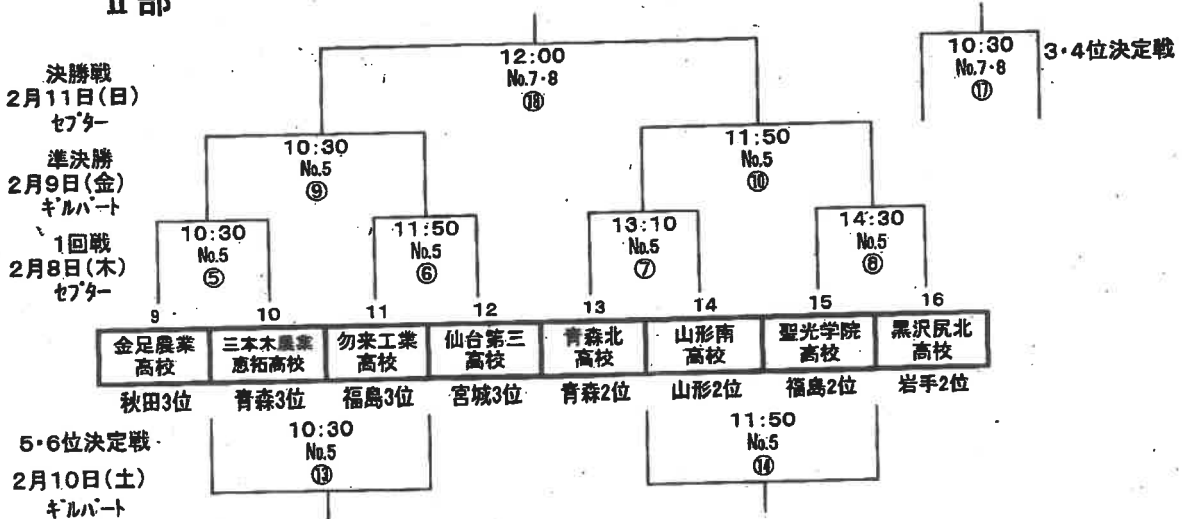 Ⅱ部
12:00
No.7・8
⑱
10:30
No.7・8
⑰
3・4位決定戦
決勝戦
2月11日(日)
セプター
10:30
No.5
⑨
11:50
No.5
⑩
準決勝
2月9日(金)
ギルバート
10:30
No.5
⑤
11:50
No.5
⑥
13:10
No.5
⑦
14:30
No.5
⑧
1回戦
2月8日(木)
セプター
9 10 11 12 13 14 15 16
金足農業 三本木農業 勿来工業 仙台第三 青森北 山形南 聖光学院 黒沢尻北
高校 恵拓高校 高校 高校 高校 高校 高校 高校
秋田3位 青森3位 福島3位 宮城3位 青森2位 山形2位 福島2位 岩手2位
5・6位決定戦
2月10日(土)
ギルバート
10:30
No.5
⑬
11:50
No.5
⑭